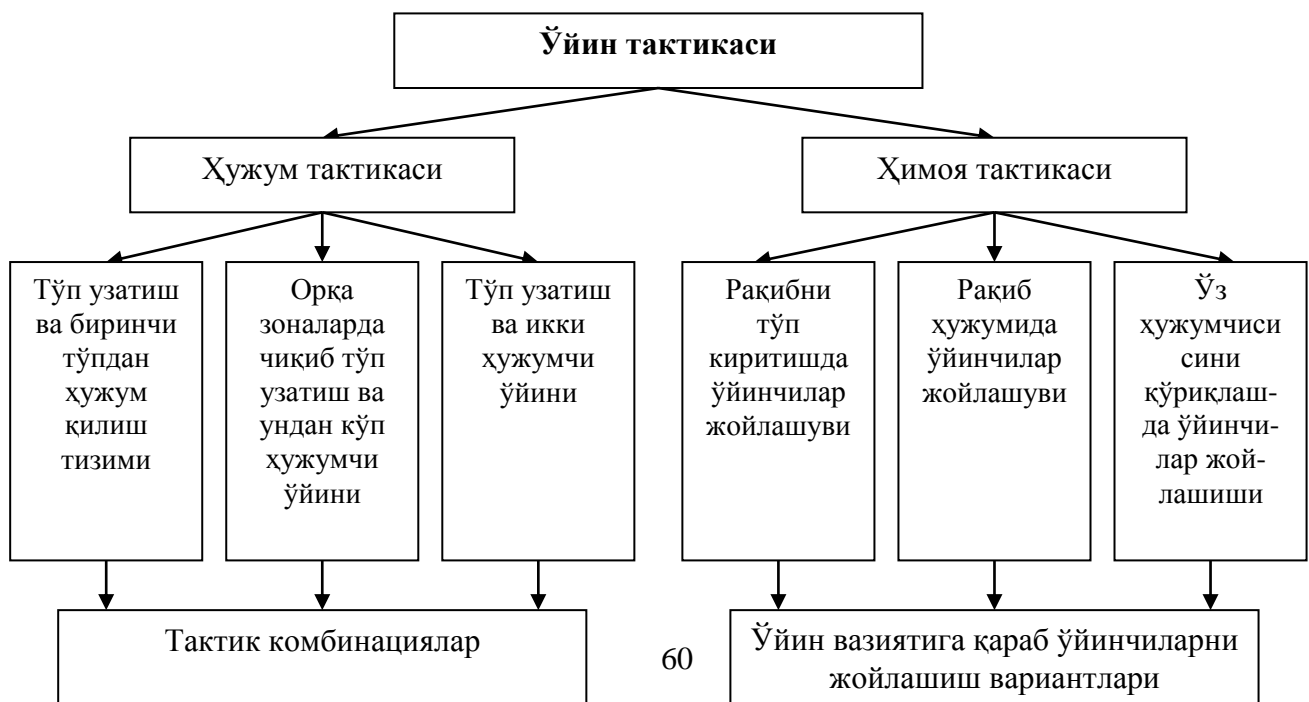 Ўйин тактикаси
Ҳужум тактикаси
Ҳимоя тактикаси
Тўп узатиш
ва биринчи
тўпдан
ҳужум
қилиш
тизими
Орқа
зоналарда
чиқиб тўп
узатиш ва
ундан кўп
ҳужумчи
ўйини
Тўп узатиш
ва икки
ҳужумчи
ўйини
Рақибни
тўп
киритишда
ўйинчилар
жойлашуви
Рақиб
ҳужумида
ўйинчилар
жойлашуви
Ўз
ҳужумчиси
сини
қўриқлаш-
да ўйинчи-
лар жой-
лашиши
Тактик комбинациялар
60
Ўйин вазиятига қараб ўйинчиларни
жойлашиш вариантлари